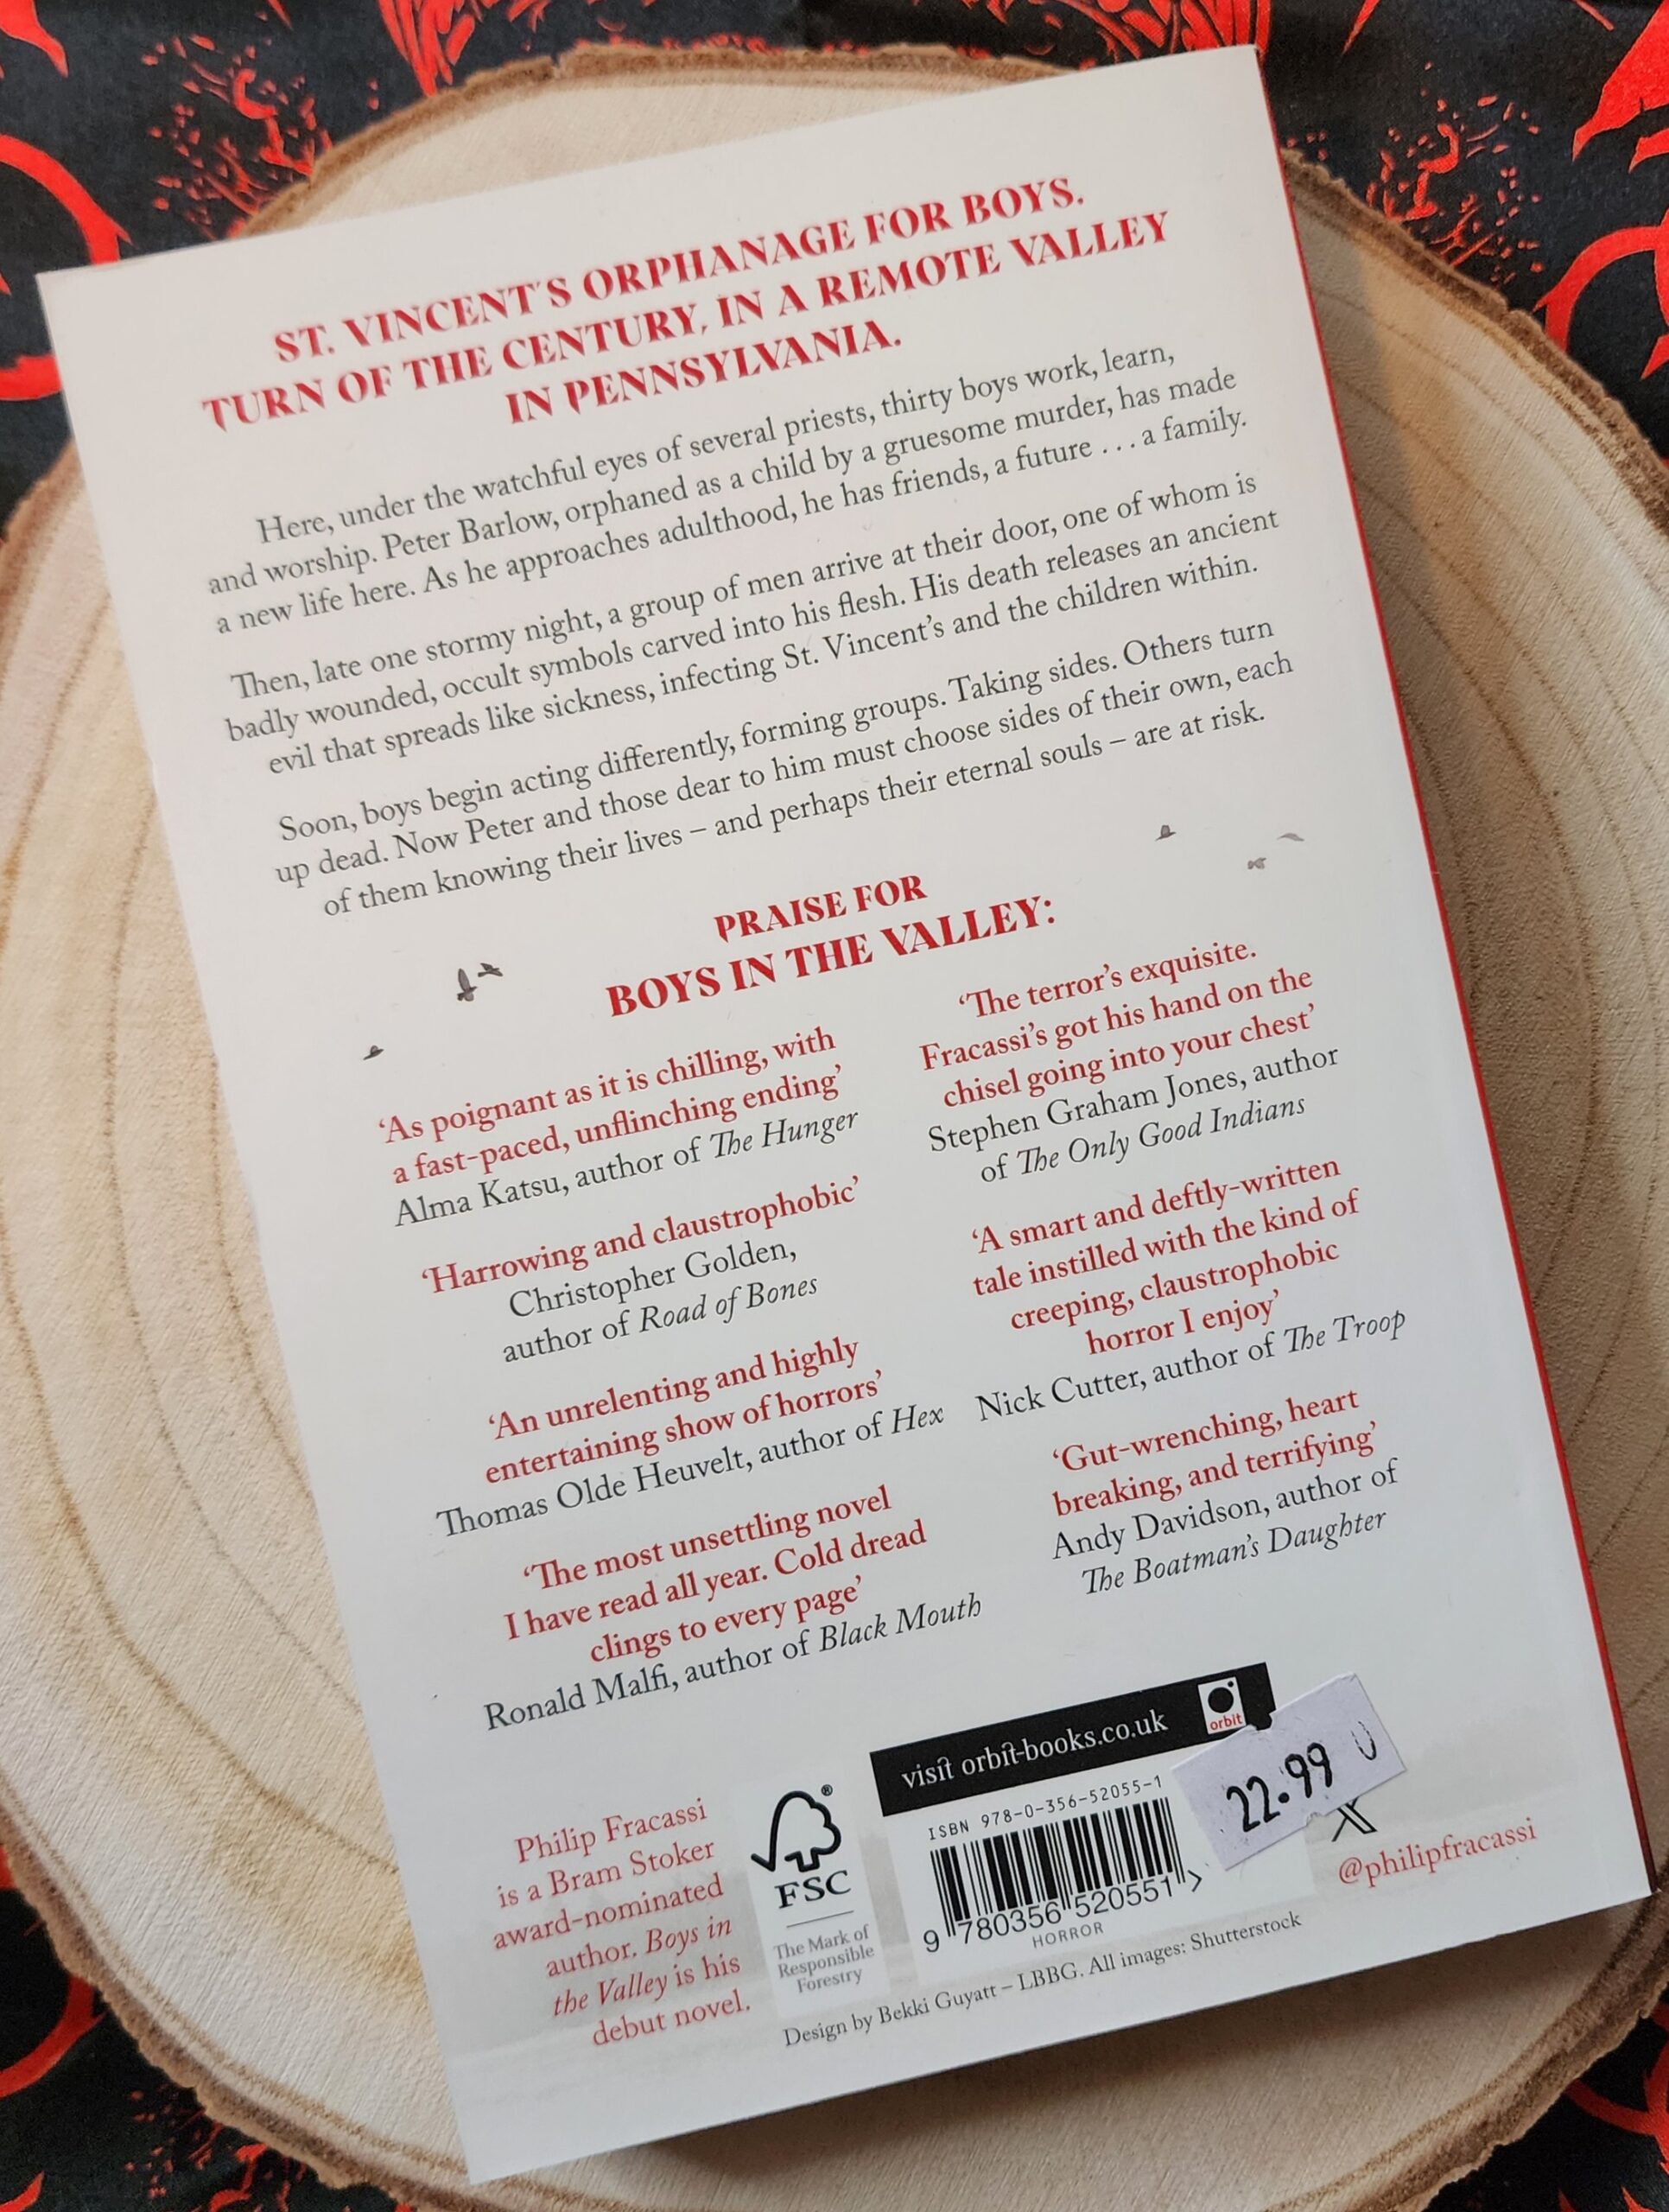 ST. VINCENT'S ORPHANAGE FOR BOYS.
TURN OF THE CENTURY, IN A REMOTE VALLEY
IN PENNSYLVANIA.
Here, under the watchful eyes of several priests, thirty boys work, learn,
and worship. Peter Barlow, orphaned as a child by a gruesome murder, has made
a new life here. As he approaches adulthood, he has friends, a future . . . a family.
Then, late one stormy night, a group of men arrive at their door, one of whom is
badly wounded, occult symbols carved into his flesh. His death releases an ancient
evil that spreads like sickness, infecting St. Vincent's and the children within.
Soon, boys begin acting differently, forming groups. Taking sides. Others turn
up dead. Now Peter and those dear to him must choose sides of their own, each
of them knowing their lives – and perhaps their eternal souls – are at risk.
PRAISE FOR
BOYS IN THE VALLEY:
'As poignant as it is chilling, with
a fast-paced, unflinching ending'
Alma Katsu, author of The Hunger
'Harrowing and claustrophobic'
Christopher Golden,
author of Road of Bones
'An unrelenting and highly
entertaining show of horrors'
Thomas Olde Heuvelt, author of Hex
'The most unsettling novel
I have read all year. Cold dread
clings to every page'
Ronald Malfi, author of Black Mouth
'The terror's exquisite.
Fracassi's got his hand on the
chisel going into your chest'
Stephen Graham Jones, author
of The Only Good Indians
'A smart and deftly-written
tale instilled with the kind of
creeping, claustrophobic
horror I enjoy'
Nick Cutter, author of The Troop
'Gut-wrenching, heart
breaking, and terrifying'
Andy Davidson, author of
The Boatman's Daughter
Philip Fracassi
is a Bram Stoker
award-nominated
author. Boys in
the Valley is his
debut novel.
FSC
®
The Mark of
Responsible
Forestry
visit orbit-books.co.uk
orbit
ISBN 978-0-356-52055-1
9 780356 520551 >
HORROR
22.99 U
X
@philipfracassi
Design by Bekki Guyatt – LBBG. All images: Shutterstock